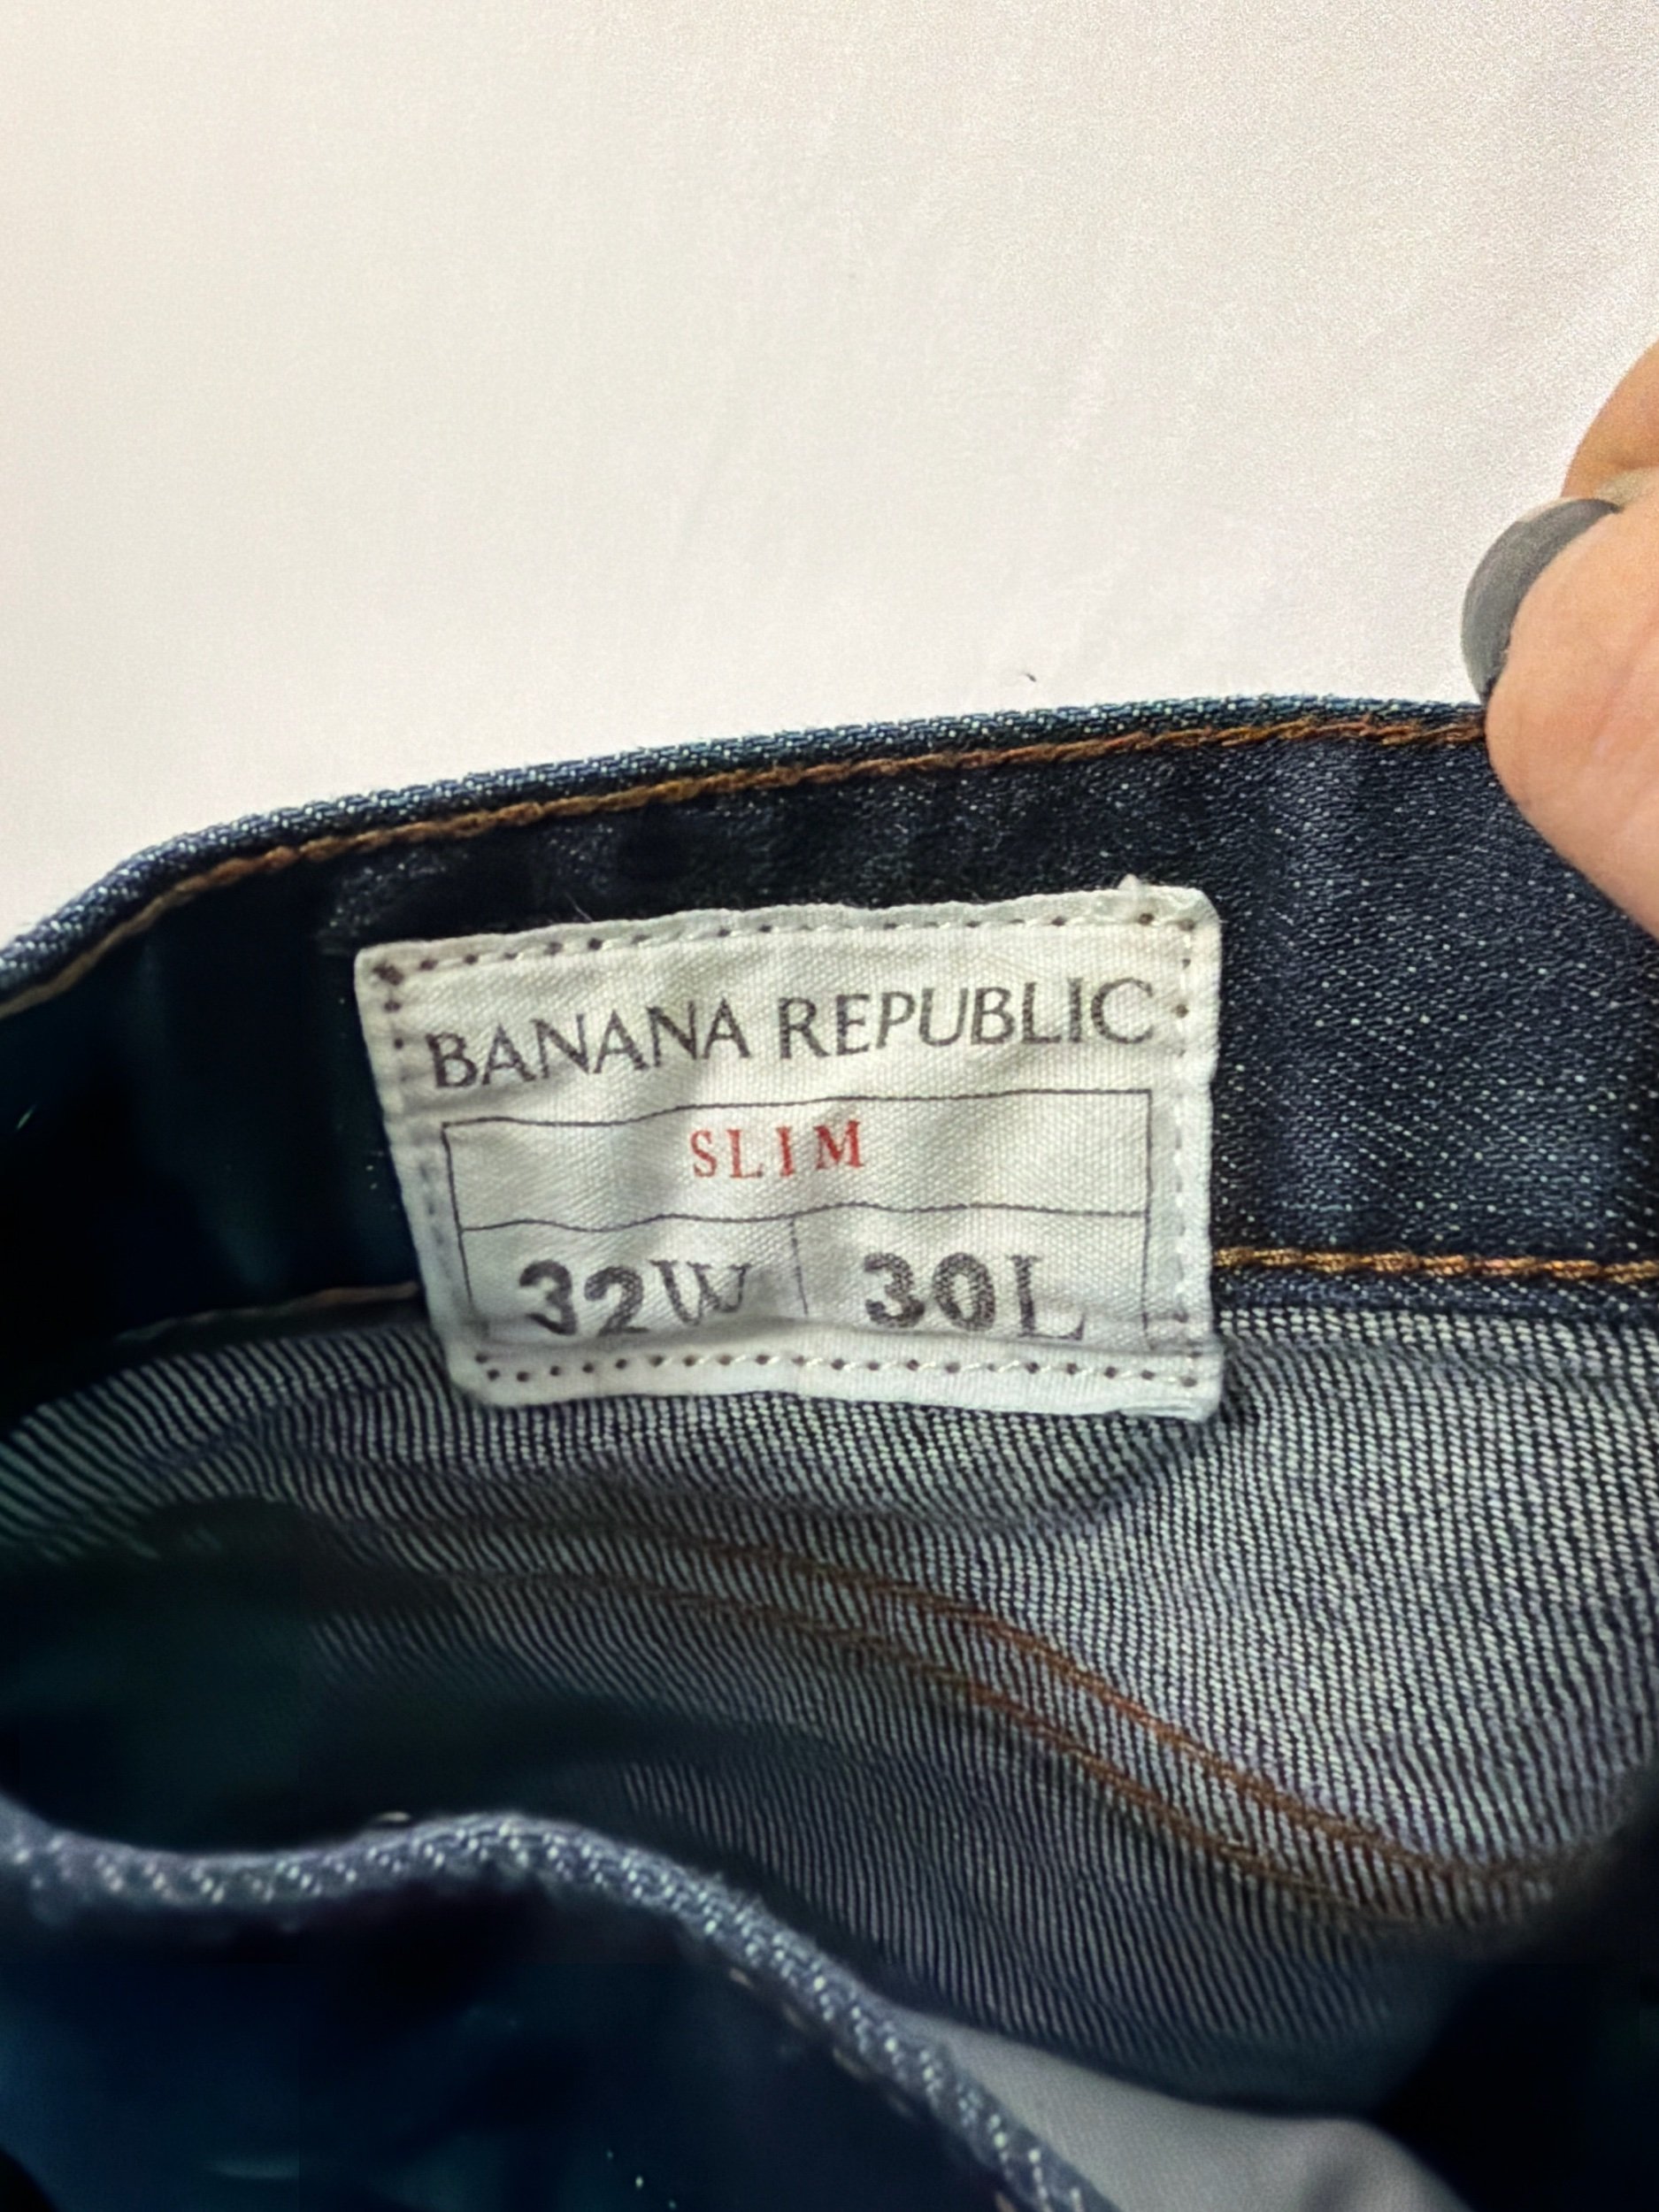 BANANA REPUBLIC
SLIM
32W 30L